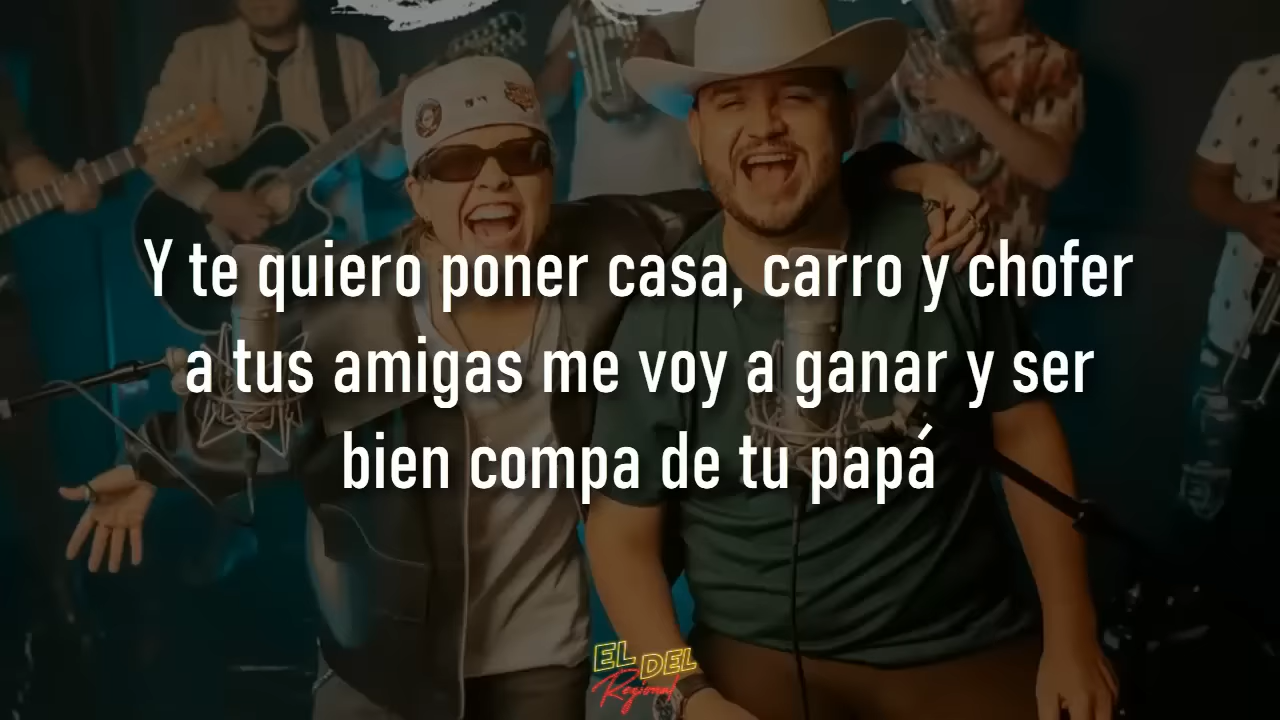 Y te quiero poner casa, carro y chofer
a tus amigas me voy a ganar y ser
bien compa de tu papá
EL DEL
Regional